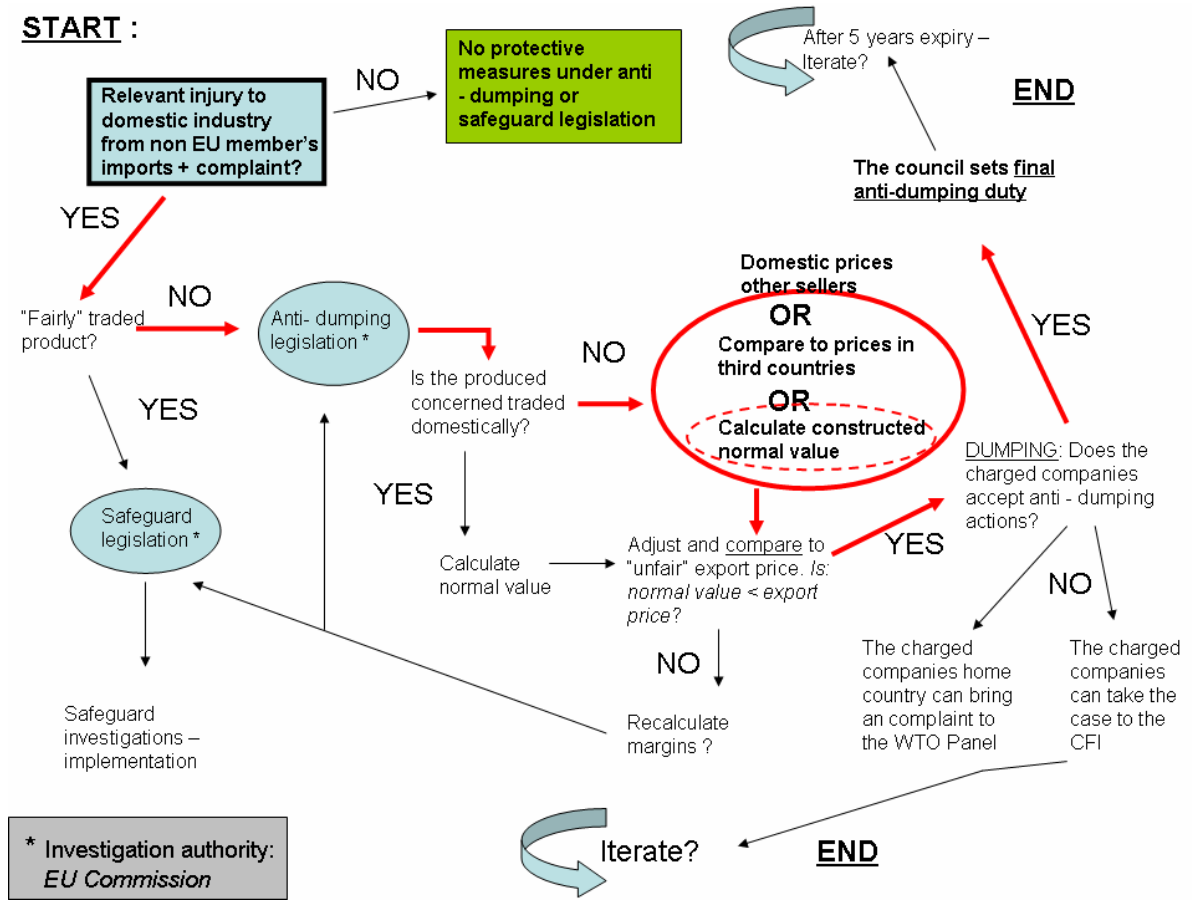 START :
No protective
measures under anti
- dumping or
safeguard legislation
After 5 years expiry –
Iterate?
END
NO
Relevant injury to
domestic industry
from non EU member's
imports + complaint?
The council sets final
anti-dumping duty
YES
Domestic prices
other sellers
OR
Compare to prices in
third countries
OR
Calculate constructed
normal value
"Fairly" traded
product?
NO
Anti- dumping
legislation *
Is the produced
concerned traded
domestically?
NO
YES
YES
YES
DUMPING: Does the
charged companies
accept anti - dumping
actions?
Safeguard
legislation *
Calculate
normal value
Adjust and compare to
"unfair" export price. Is:
normal value < export
price?
YES
NO
NO
The charged
companies home
country can bring
an complaint to
the WTO Panel
The charged
companies
can take the
case to the
CFI
Safeguard
investigations –
implementation
Recalculate
margins ?
Iterate?
END
* Investigation authority:
EU Commission